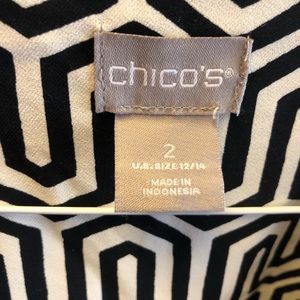 chico's®
2
U.S. SIZE 12/14
MADE IN
INDONESIA